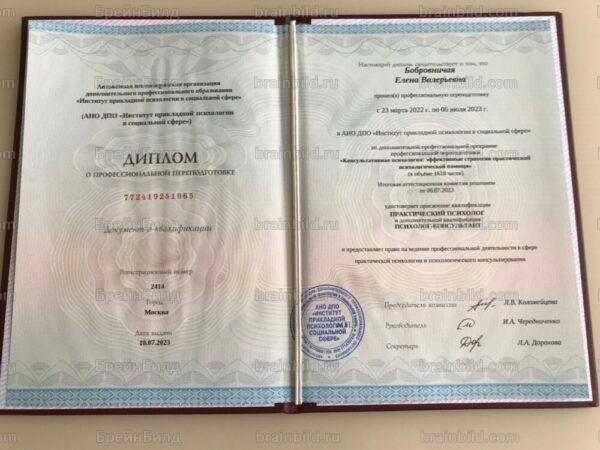 Автономная некоммерческая организация
дополнительного профессионального образования
«Институт прикладной психологии в социальной сфере»
(АНО ДПО «Институт прикладной психологии
в социальной сфере»)
ДИПЛОМ
О ПРОФЕССИОНАЛЬНОЙ ПЕРЕПОДГОТОВКЕ
772419251065
Документ о квалификации
Регистрационный номер
2414
Город
Москва
Дата выдачи
10.07.2023
Настоящий диплом свидетельствует о том, что
Бобровничая
Елена Валерьевна
прошел(а) профессиональную переподготовку
с 23 марта 2022 г. по 06 июля 2023 г.
в АНО ДПО «Институт прикладной психологии в социальной сфере»
по дополнительной профессиональной программе
профессиональной переподготовки
«Консультативная психология: эффективные стратегии практической
психологической помощи»
(в объёме 1610 часов).
Итоговая аттестационная комиссия решением
от 06.07.2023
удостоверяет присвоение квалификации
ПРАКТИЧЕСКИЙ ПСИХОЛОГ
и дополнительной квалификации
ПСИХОЛОГ-КОНСУЛЬТАНТ
и предоставляет право на ведение профессиональной деятельности в сфере
практической психологии и психологического консультирования
Председатель комиссии Л.В. Коломейцева
Руководитель И.А. Чередниченко
Секретарь Л.А. Дорохова
АНО ДПО
«ИНСТИТУТ
ПРИКЛАДНОЙ
ПСИХОЛОГИИ В
СОЦИАЛЬНОЙ
СФЕРЕ»
БрейнБилд
brainbild.ru
brainbild.com